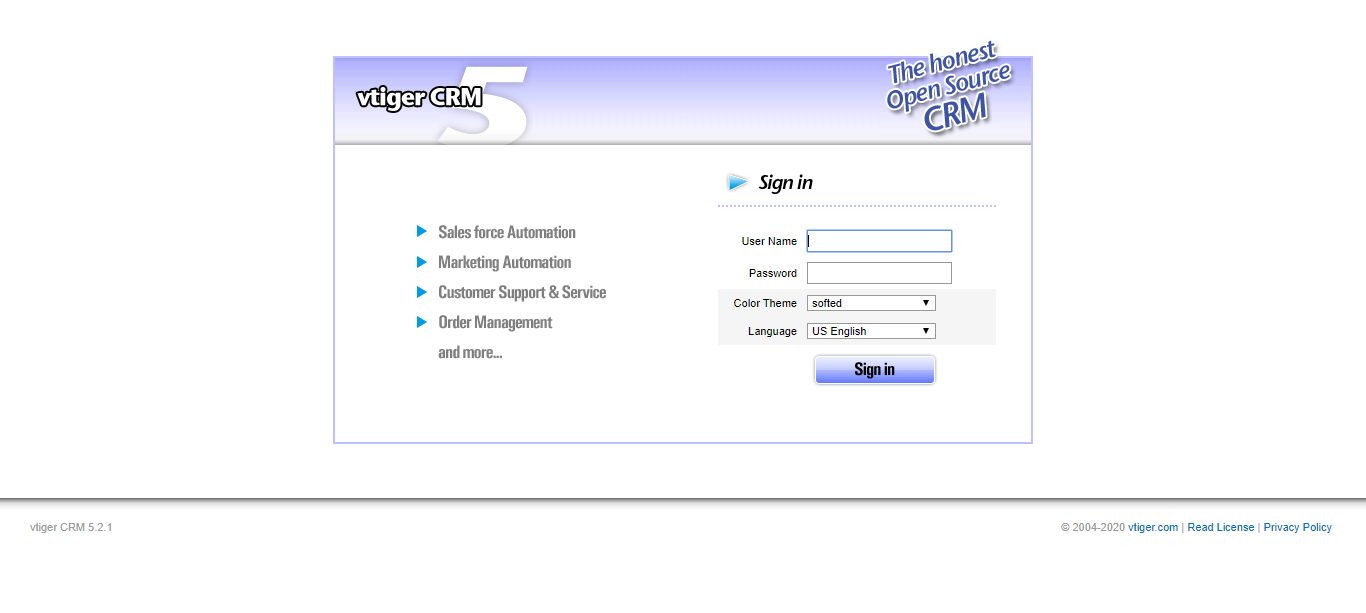 vtiger CRM 5
The honest
Open Source
CRM
Sign in
Sales force Automation
Marketing Automation
Customer Support & Service
Order Management
and more...
User Name
Password
Color Theme softed
Language US English
Sign in
vtiger CRM 5.2.1
© 2004-2020 vtiger.com | Read License | Privacy Policy